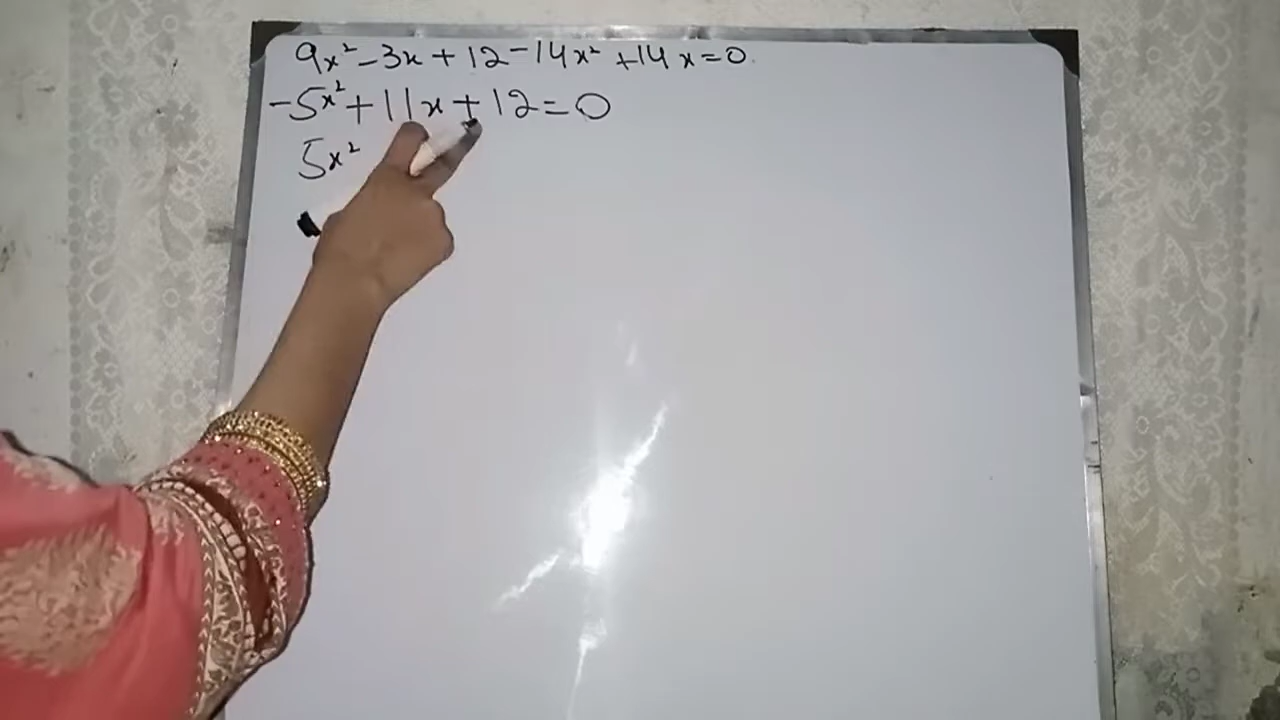 9x² - 3x + 12 - 14x² + 14x = 0
-5x² + 11x + 12 = 0
5x²